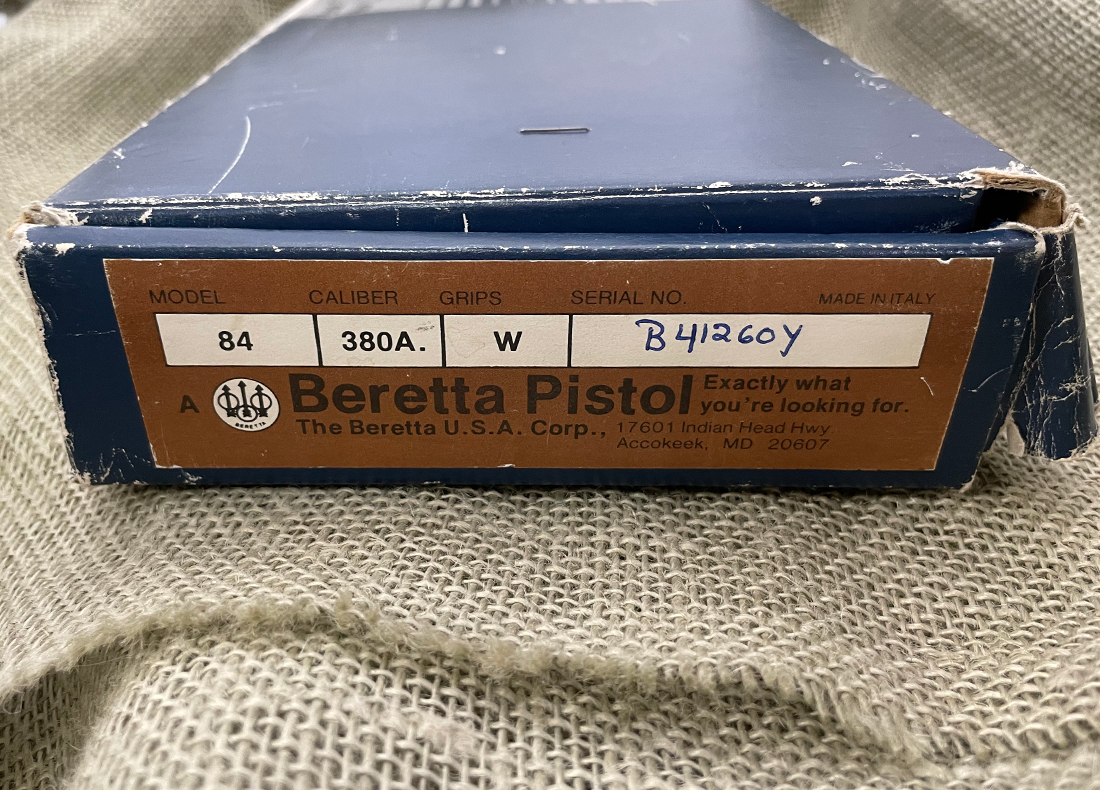 MODEL CALIBER GRIPS SERIAL NO. MADE IN ITALY
84 380A. W B41260Y
A BERETTA Beretta Pistol Exactly what
you're looking for.
The Beretta U.S.A. Corp., 17601 Indian Head Hwy.
Accokeek, MD 20607